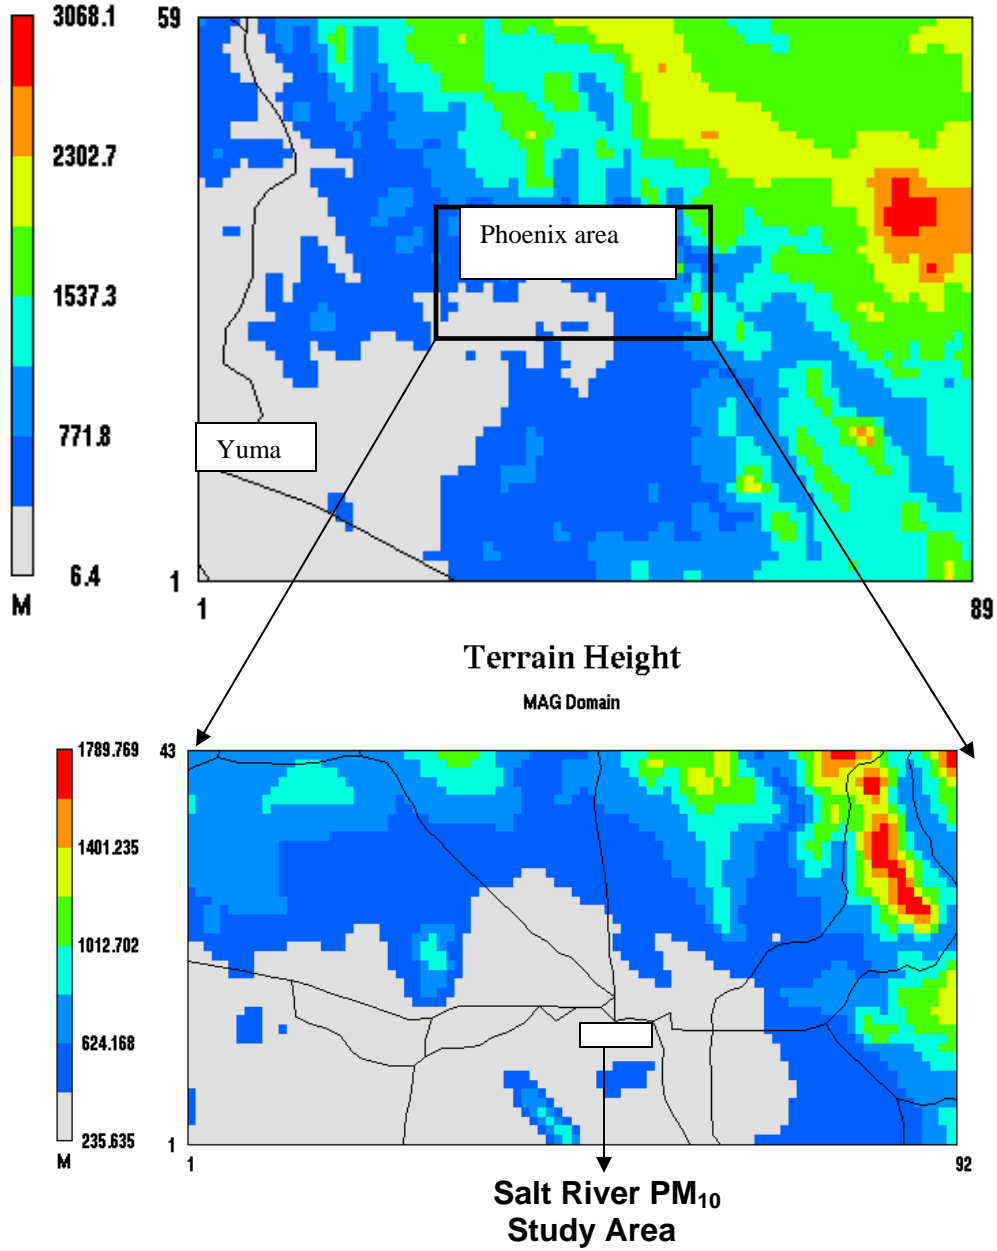 3068.1
59
2302.7
Phoenix area
1537.3
771.8
Yuma
6.4
1
M
1
89
Terrain Height
MAG Domain
1789.769
43
1401.235
1012.702
624.168
235.635
1
M
1
92
Salt River PM₁₀
Study Area